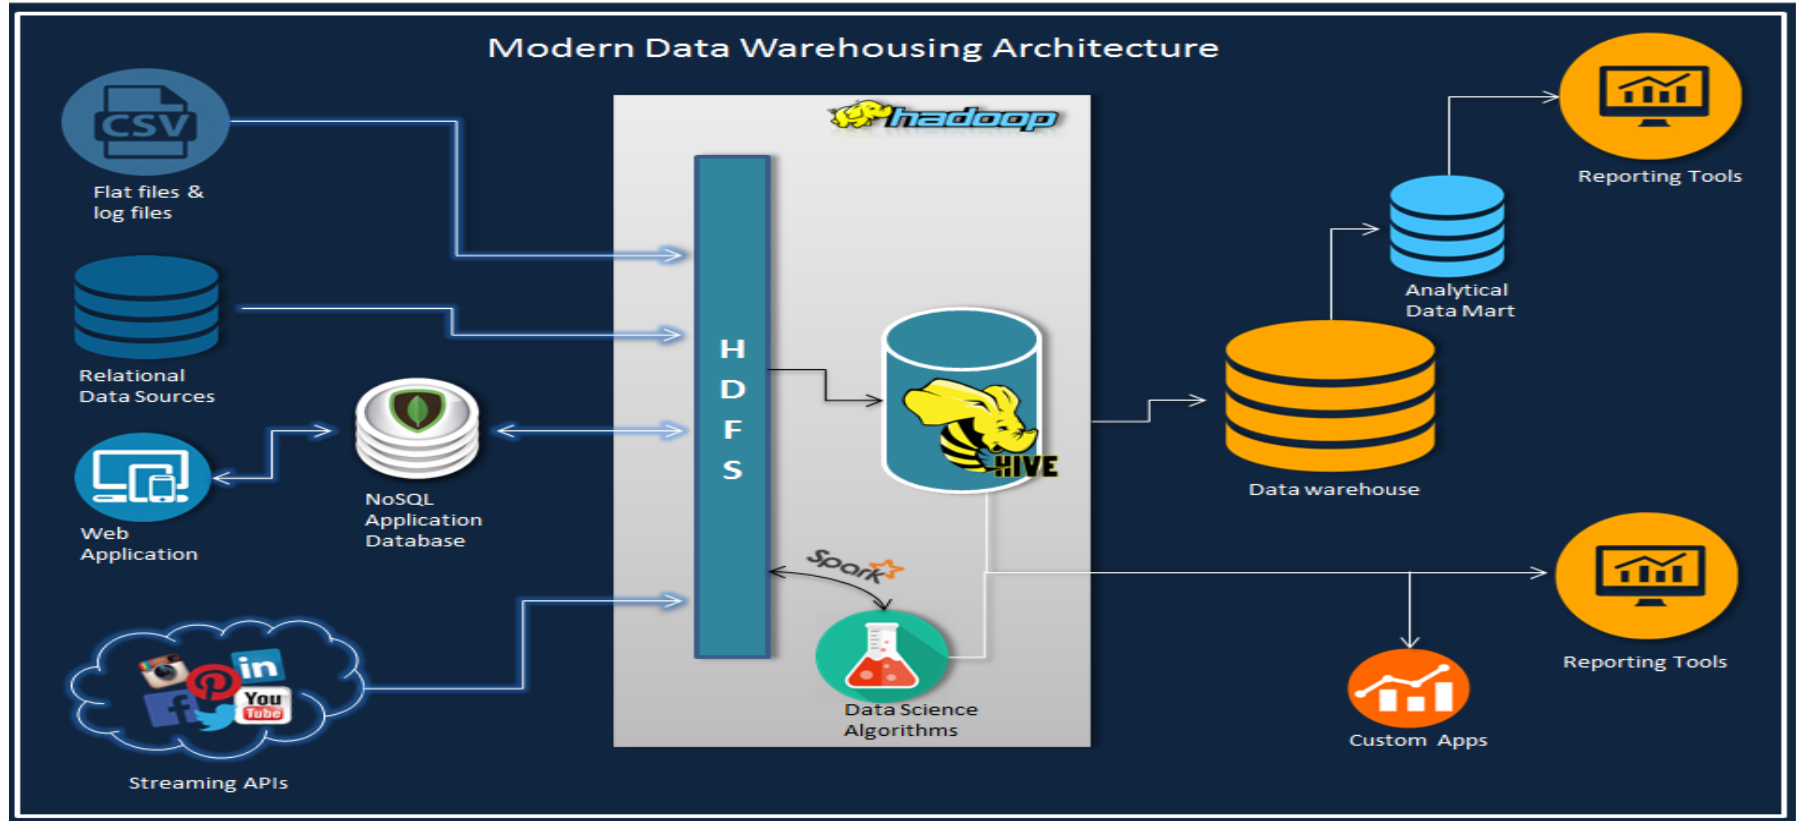 Modern Data Warehousing Architecture
CSV
Flat files &
log files
Relational
Data Sources
Web
Application
NoSQL
Application
Database
in
You
Tube
Streaming APIs
hadoop
H
D
F
S
HIVE
Spark
Data Science
Algorithms
Data warehouse
Analytical
Data Mart
Reporting Tools
Reporting Tools
Custom Apps